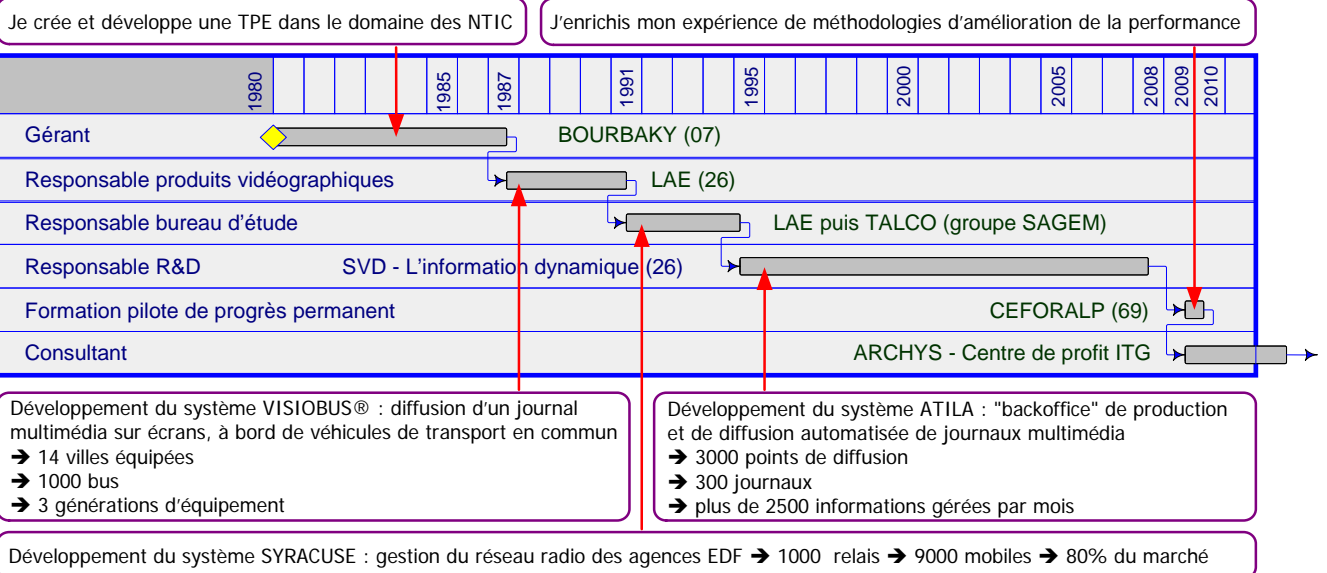 Je crée et développe une TPE dans le domaine des NTIC
J'enrichis mon expérience de méthodologies d'amélioration de la performance
1980 1985 1987 1991 1995 2000 2005 2008 2009 2010
Gérant BOURBAKY (07)
Responsable produits vidéographiques LAE (26)
Responsable bureau d'étude LAE puis TALCO (groupe SAGEM)
Responsable R&D SVD - L'information dynamique (26)
Formation pilote de progrès permanent CEFORALP (69)
Consultant ARCHYS - Centre de profit ITG
Développement du système VISIOBUS® : diffusion d'un journal
multimédia sur écrans, à bord de véhicules de transport en commun
➔ 14 villes équipées
➔ 1000 bus
➔ 3 générations d'équipement
Développement du système ATILA : "backoffice" de production
et de diffusion automatisée de journaux multimédia
➔ 3000 points de diffusion
➔ 300 journaux
➔ plus de 2500 informations gérées par mois
Développement du système SYRACUSE : gestion du réseau radio des agences EDF ➔ 1000 relais ➔ 9000 mobiles ➔ 80% du marché